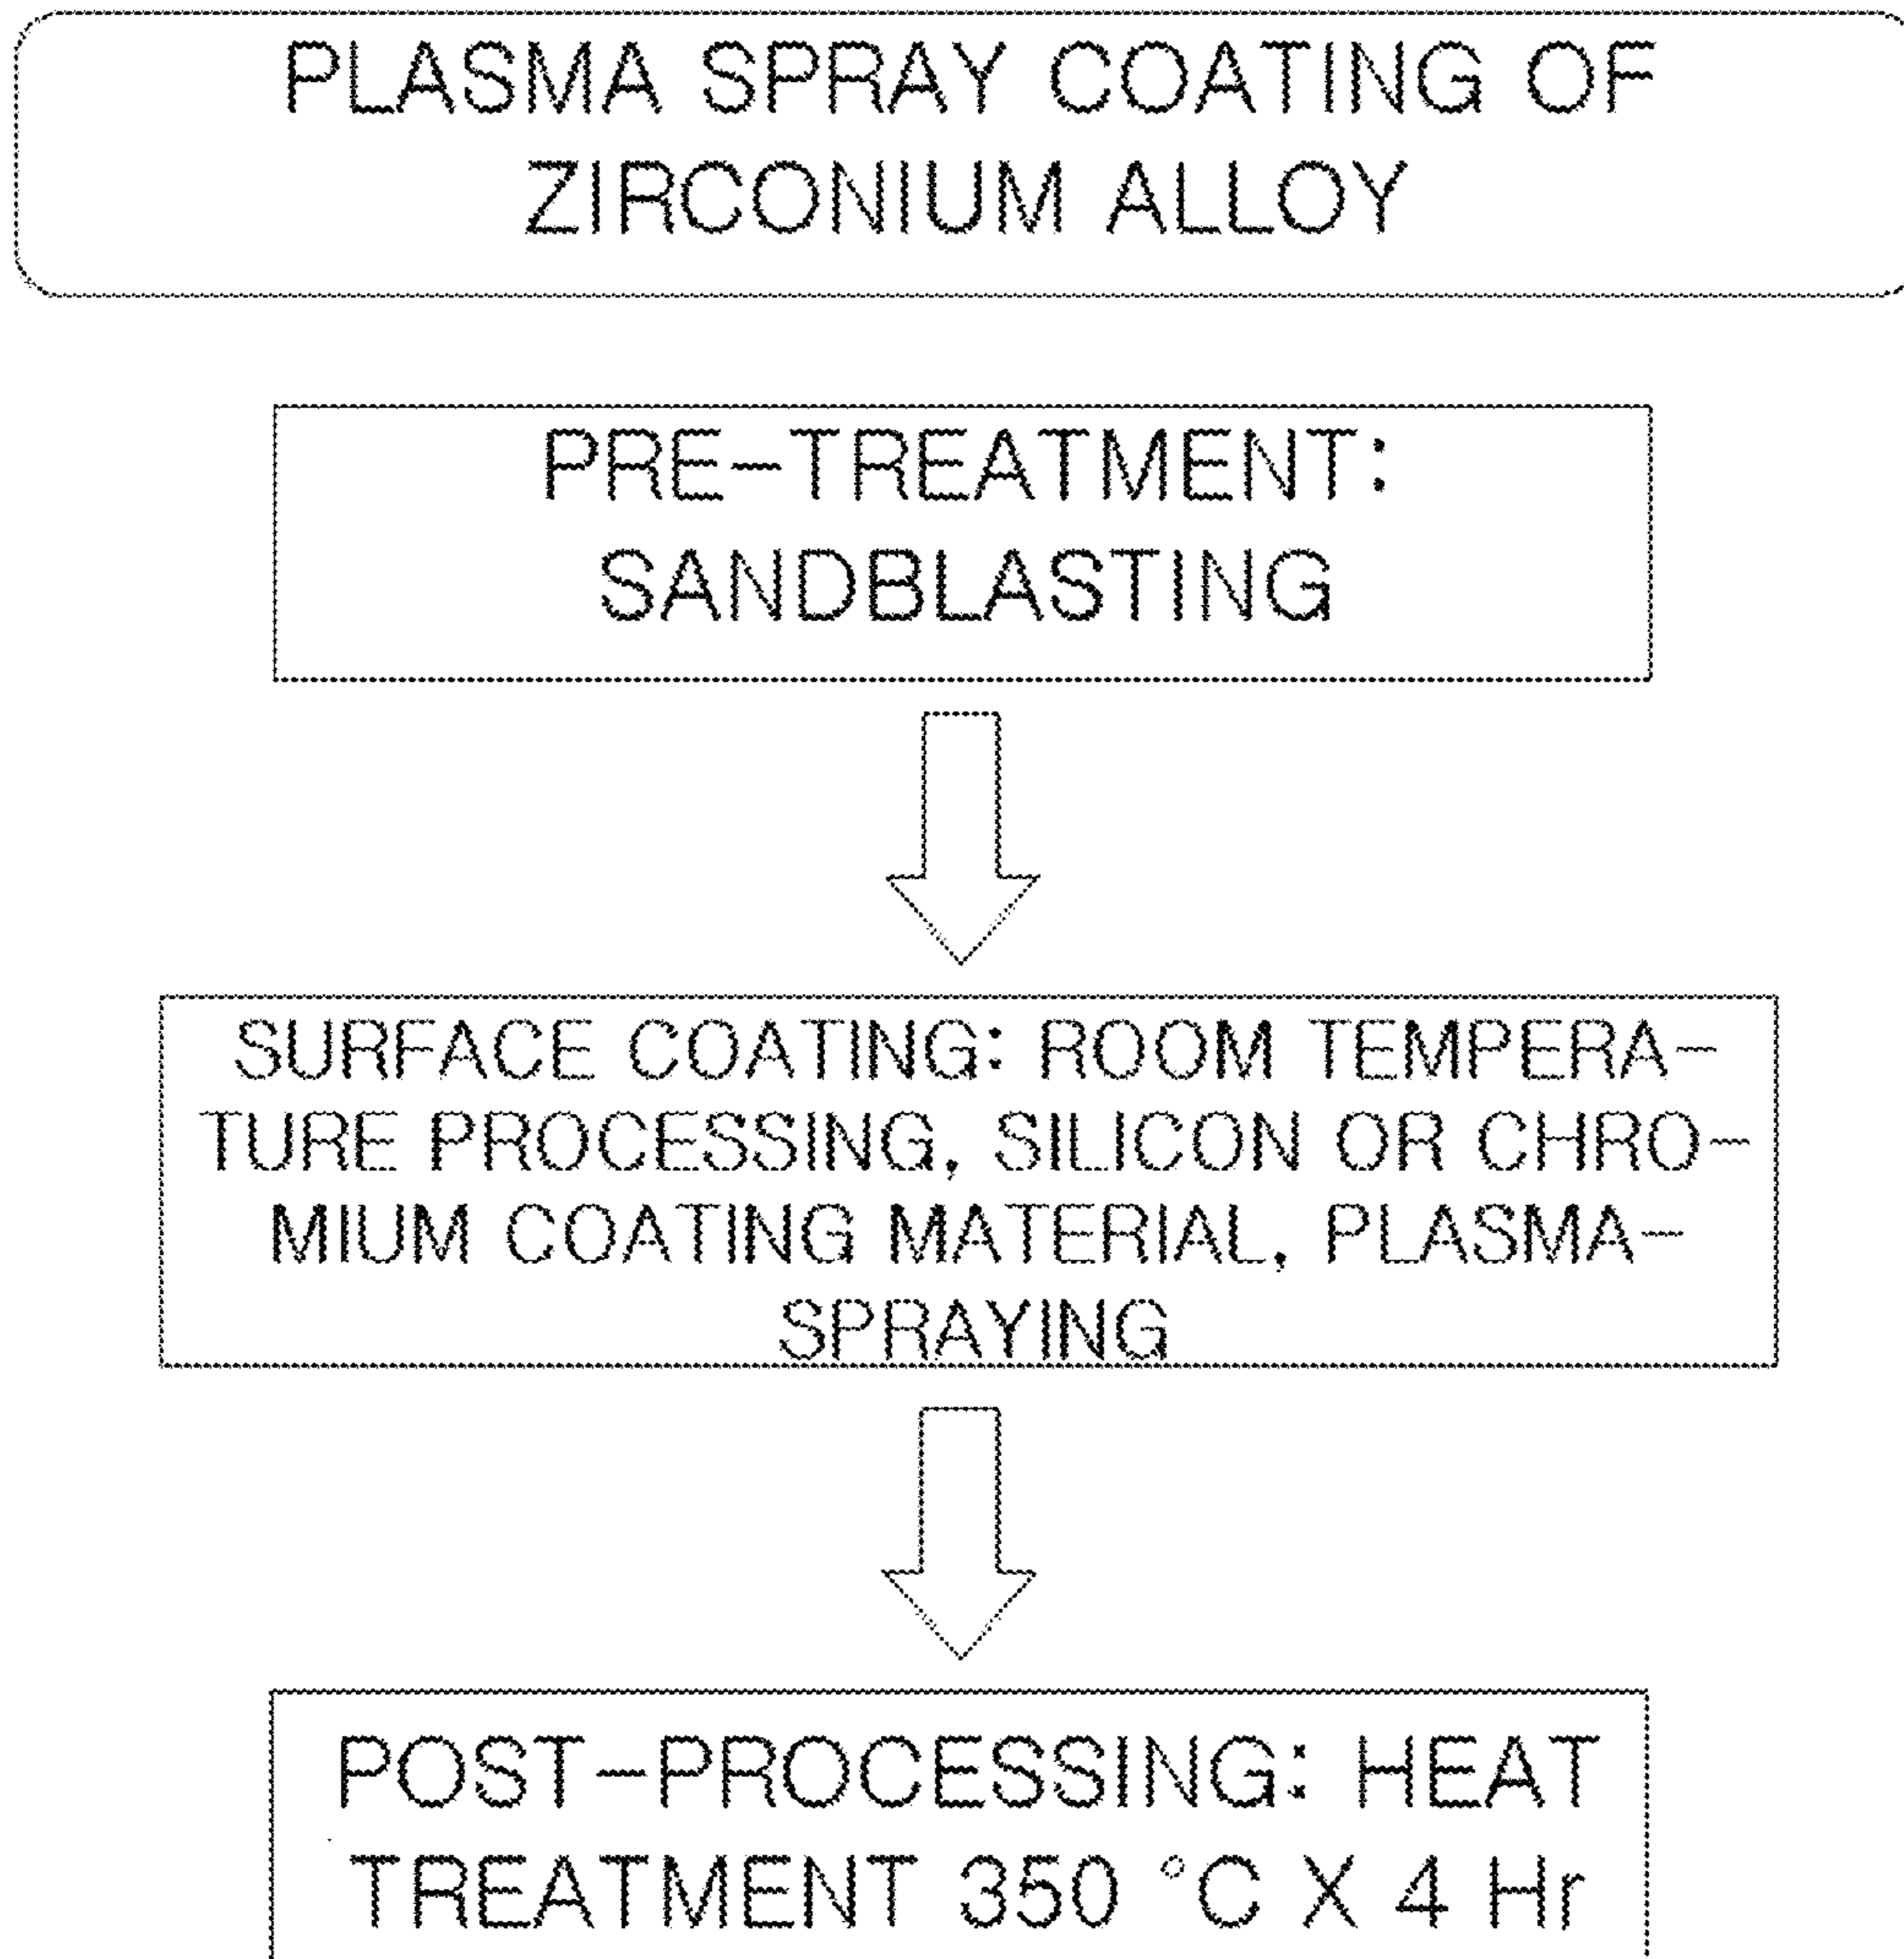 PLASMA SPRAY COATING OF
ZIRCONIUM ALLOY
PRE-TREATMENT:
SANDBLASTING
SURFACE COATING: ROOM TEMPERA-
TURE PROCESSING, SILICON OR CHRO-
MIUM COATING MATERIAL, PLASMA-
SPRAYING
POST-PROCESSING: HEAT
TREATMENT 350 °C X 4 Hr